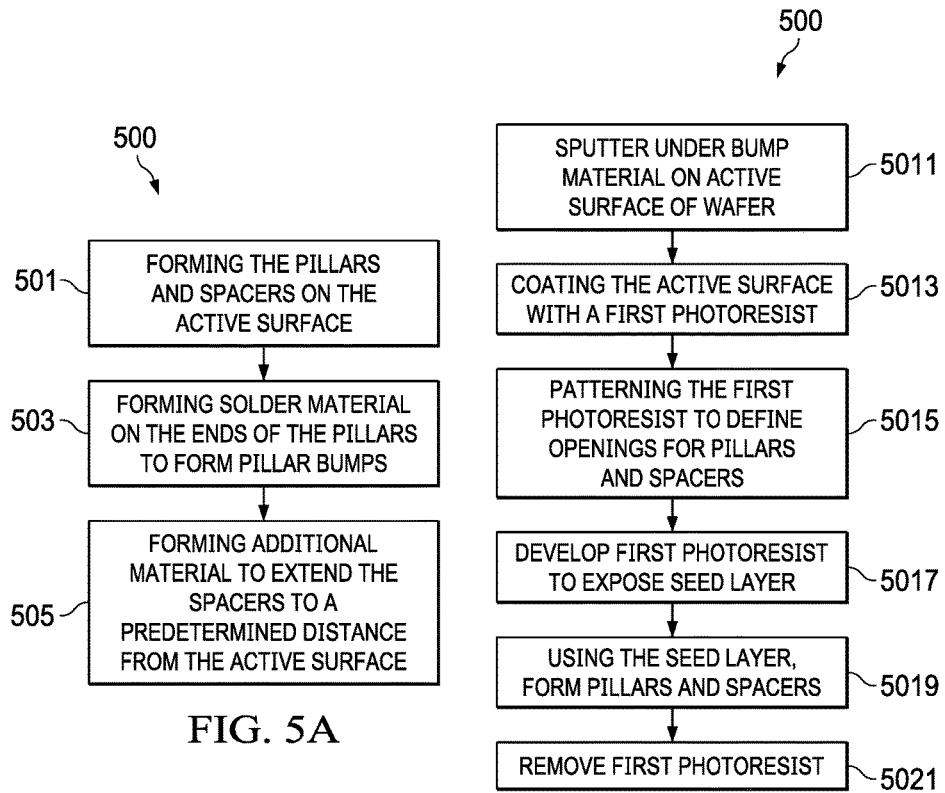 500
501
FORMING THE PILLARS
AND SPACERS ON THE
ACTIVE SURFACE
503
FORMING SOLDER MATERIAL
ON THE ENDS OF THE PILLARS
TO FORM PILLAR BUMPS
505
FORMING ADDITIONAL
MATERIAL TO EXTEND THE
SPACERS TO A
PREDETERMINED DISTANCE
FROM THE ACTIVE SURFACE
FIG. 5A
500
SPUTTER UNDER BUMP
MATERIAL ON ACTIVE
SURFACE OF WAFER
5011
COATING THE ACTIVE SURFACE
WITH A FIRST PHOTORESIST
5013
PATTERNING THE FIRST
PHOTORESIST TO DEFINE
OPENINGS FOR PILLARS
AND SPACERS
5015
DEVELOP FIRST PHOTORESIST
TO EXPOSE SEED LAYER
5017
USING THE SEED LAYER,
FORM PILLARS AND SPACERS
5019
REMOVE FIRST PHOTORESIST
5021